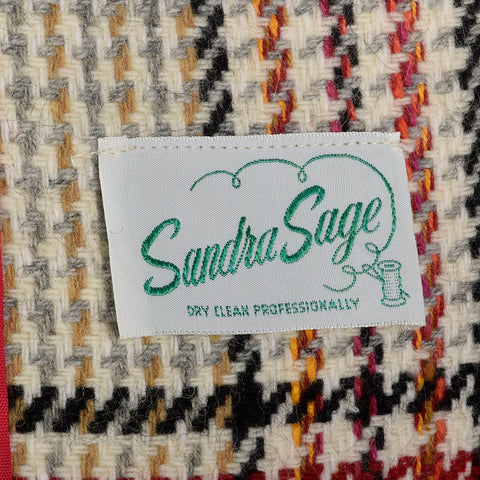 Sandra Sage
DRY CLEAN PROFESSIONALLY